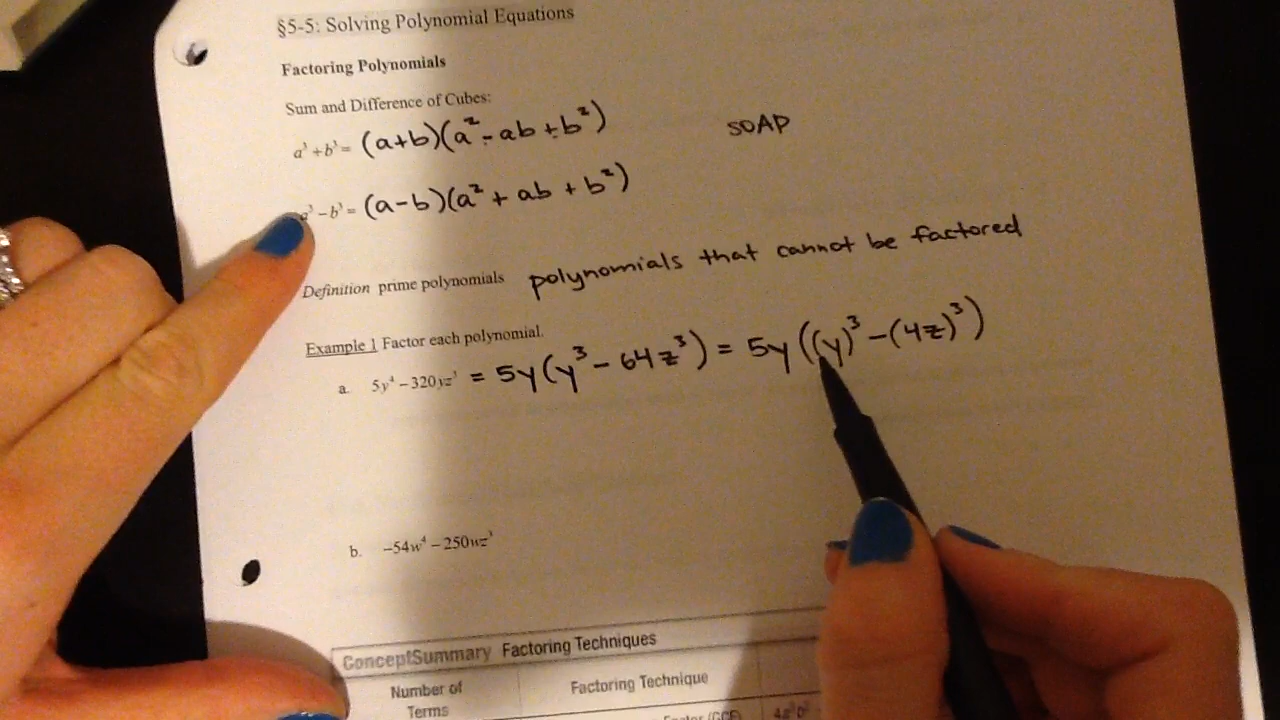 §5-5: Solving Polynomial Equations
Factoring Polynomials
Sum and Difference of Cubes:
a³ + b³ = (a+b)(a² - ab + b²)
SOAP
a³ − b³ = (a-b)(a² + ab + b²)
Definition prime polynomials polynomials that cannot be factored
Example 1 Factor each polynomial.
a. 5y⁴ − 320yz³ = 5y(y³ - 64z³) = 5y((y)³ - (4z)³)
b. −54w⁴ − 250wz³
ConceptSummary Factoring Techniques
Number of Terms
Factoring Technique
(GCF)